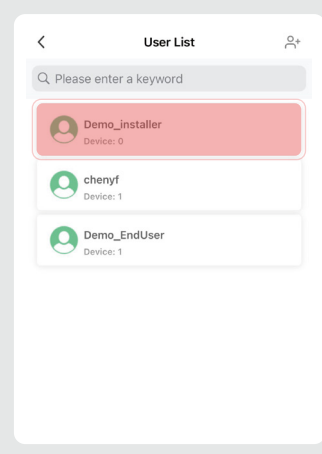 User List
Please enter a keyword
Demo_installer
Device: 0
chenyf
Device: 1
Demo_EndUser
Device: 1